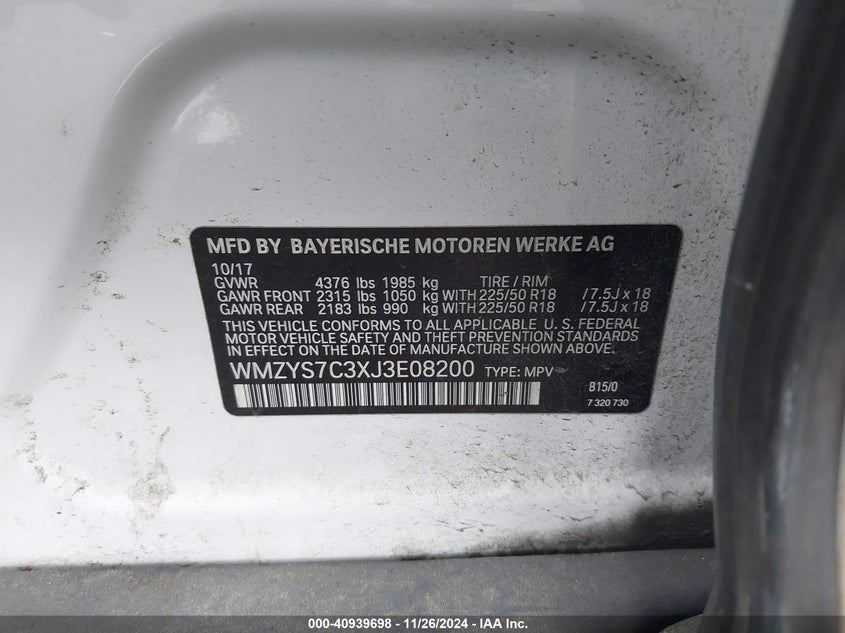 MFD BY BAYERISCHE MOTOREN WERKE AG
10/17
GVWR 4376 lbs 1985 kg TIRE / RIM
GAWR FRONT 2315 lbs 1050 kg WITH 225/50 R18 /7.5J x 18
GAWR REAR 2183 lbs 990 kg WITH 225/50 R18 /7.5J x 18
THIS VEHICLE CONFORMS TO ALL APPLICABLE U. S. FEDERAL
MOTOR VEHICLE SAFETY AND THEFT PREVENTION STANDARDS
IN EFFECT ON THE DATE OF MANUFACTURE SHOWN ABOVE.
WMZYS7C3XJ3E08200 TYPE: MPV
B15/0
7 320 730
000-40939698 - 11/26/2024 - IAA Inc.